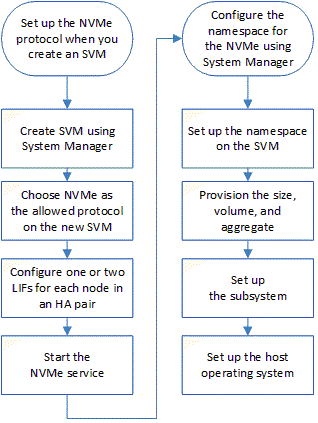 Set up the NVMe
protocol when you
create an SVM
Create SVM using
System Manager
Choose NVMe as
the allowed protocol
on the new SVM
Configure one or two
LIFs for each node in
an HA pair
Start the
NVMe service
Configure the
namespace for
the NVMe using
System Manager
Set up the namespace
on the SVM
Provision the size,
volume, and
aggregate
Set up
the subsystem
Set up the host
operating system